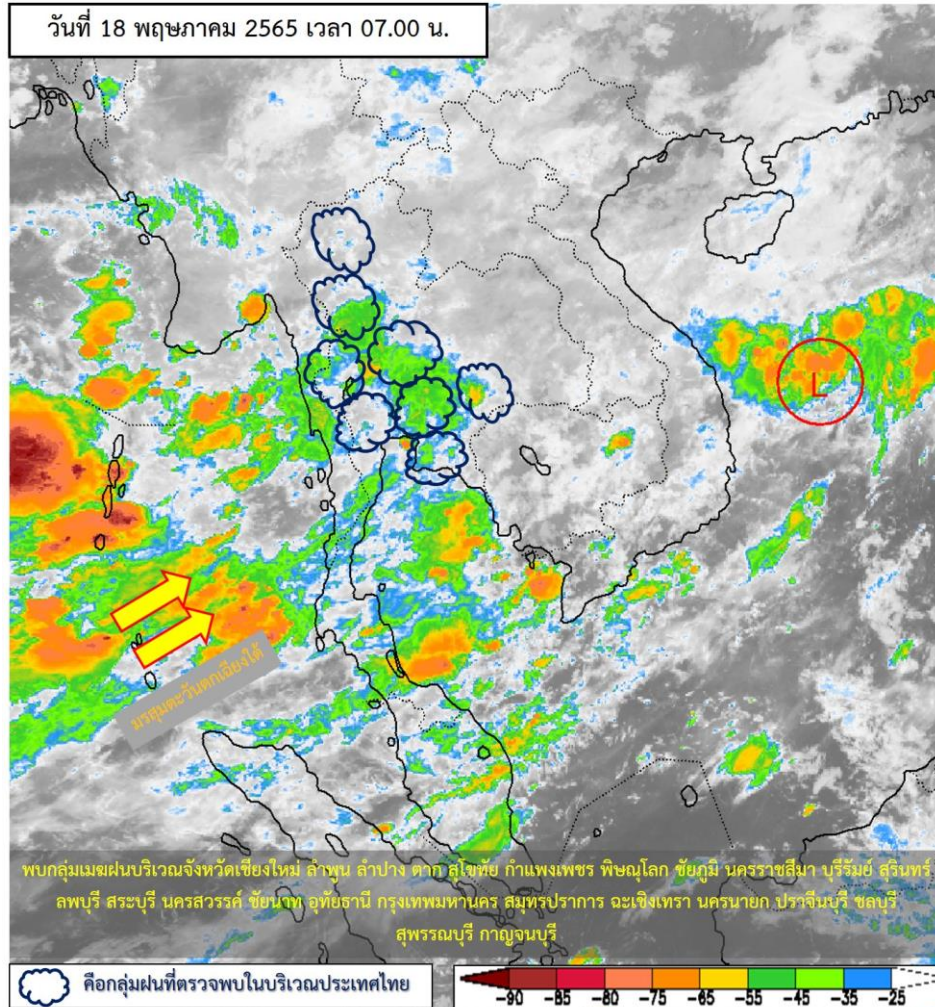 วันที่ 18 พฤษภาคม 2565 เวลา 07.00 น.
L
มรสุมตะวันตกเฉียงใต้
พบกลุ่มเมฆฝนบริเวณจังหวัดเชียงใหม่ ลำพูน ลำปาง ตาก สุโขทัย กำแพงเพชร พิษณุโลก ชัยภูมิ นครราชสีมา บุรีรัมย์ สุรินทร์
ลพบุรี สระบุรี นครสวรรค์ ชัยนาท อุทัยธานี กรุงเทพมหานคร สมุทรปราการ ฉะเชิงเทรา นครนายก ปราจีนบุรี ชลบุรี
สุพรรณบุรี กาญจนบุรี
คือกลุ่มฝนที่ตรวจพบในบริเวณประเทศไทย
-90 -85 -80 -75 -65 -55 -45 -35 -25